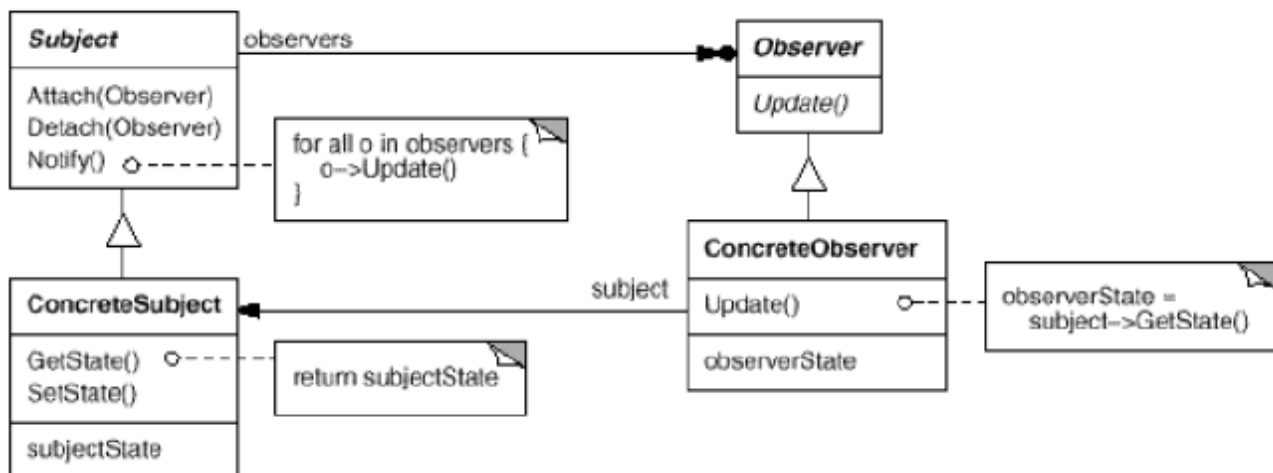 Subject
observers
Observer
Attach(Observer)
Detach(Observer)
Notify()
for all o in observers {
o->Update()
}
Update()
ConcreteSubject
GetState()
SetState()
subjectState
return subjectState
subject
ConcreteObserver
Update()
observerState
observerState =
subject->GetState()